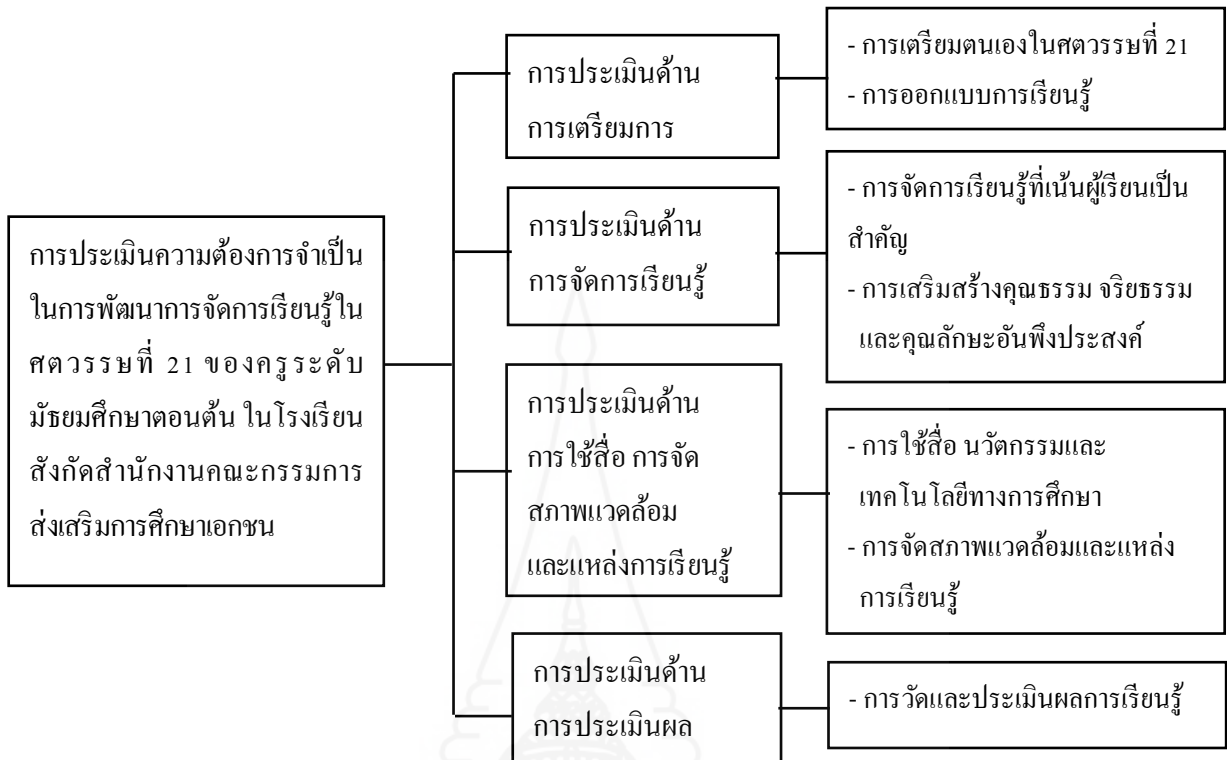 การประเมินความต้องการจำเป็น
ในการพัฒนาการจัดการเรียนรู้ใน
ศตวรรษที่ 21 ของครูระดับ
มัธยมศึกษาตอนต้น ในโรงเรียน
สังกัดสำนักงานคณะกรรมการ
ส่งเสริมการศึกษาเอกชน
การประเมินด้าน
การเตรียมการ
- การเตรียมตนเองในศตวรรษที่ 21
- การออกแบบการเรียนรู้
การประเมินด้าน
การจัดการเรียนรู้
- การจัดการเรียนรู้ที่เน้นผู้เรียนเป็น
สำคัญ
- การเสริมสร้างคุณธรรม จริยธรรม
และคุณลักษะอันพึงประสงค์
การประเมินด้าน
การใช้สื่อ การจัด
สภาพแวดล้อม
และแหล่งการเรียนรู้
- การใช้สื่อ นวัตกรรมและ
เทคโนโลยีทางการศึกษา
- การจัดสภาพแวดล้อมและแหล่ง
การเรียนรู้
การประเมินด้าน
การประเมินผล
- การวัดและประเมินผลการเรียนรู้